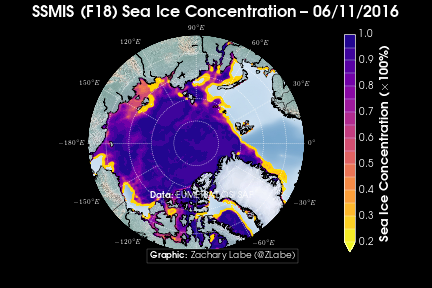 SSMIS (F18) Sea Ice Concentration – 06/11/2016
90°E
120°E
30°E
-180°E
0°
-150°E
-30°E
-120°E
-60°E
Data:
Graphic: Zachary Labe (@ZLabe)
1.0
0.9
0.8
0.7
0.6
0.5
0.4
0.3
0.2
Sea Ice Concentration (×100%)